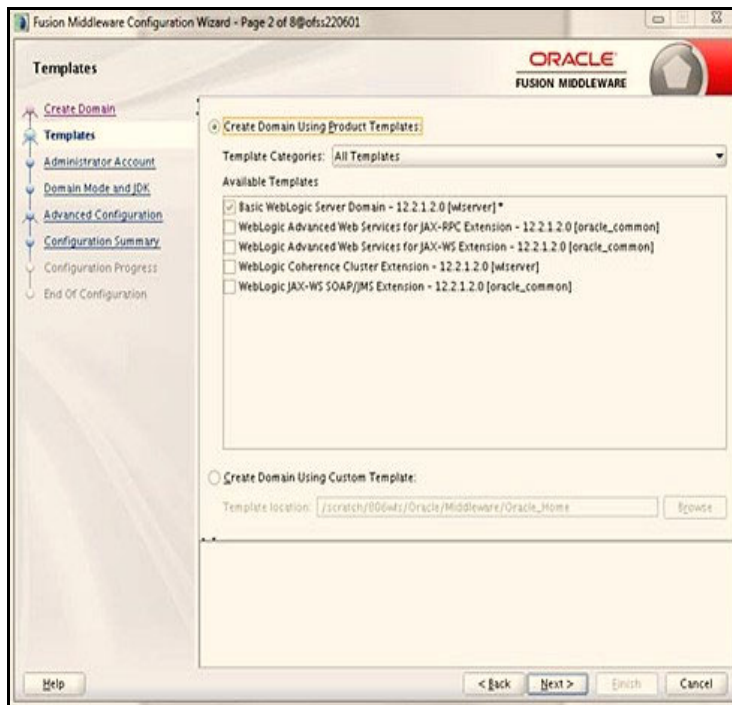 Fusion Middleware Configuration Wizard - Page 2 of 8@ofss220601
Templates
ORACLE
FUSION MIDDLEWARE
Create Domain
Templates
Administrator Account
Domain Mode and JDK
Advanced Configuration
Configuration Summary
Configuration Progress
End Of Configuration
Create Domain Using Product Templates:
Template Categories: All Templates
Available Templates
Basic WebLogic Server Domain - 12.2.1.2.0 [wlserver] *
WebLogic Advanced Web Services for JAX-RPC Extension - 12.2.1.2.0 [oracle_common]
WebLogic Advanced Web Services for JAX-WS Extension - 12.2.1.2.0 [oracle_common]
WebLogic Coherence Cluster Extension - 12.2.1.2.0 [wlserver]
WebLogic JAX-WS SOAP/JMS Extension - 12.2.1.2.0 [oracle_common]
Create Domain Using Custom Template:
Template location: /scratch/806wls/Oracle/Middleware/Oracle_Home
Browse
Help
< Back
Next >
Finish
Cancel